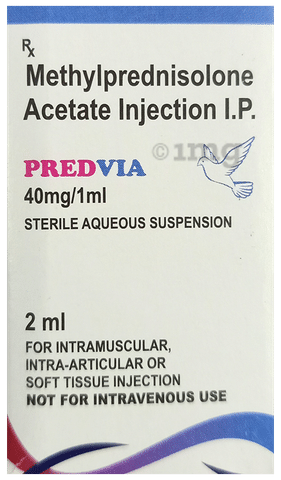 Rx
Methylprednisolone
Acetate Injection I.P.
© 1mg
PREDVIA
40mg/1ml
STERILE AQUEOUS SUSPENSION
2 ml
FOR INTRAMUSCULAR,
INTRA-ARTICULAR OR
SOFT TISSUE INJECTION
NOT FOR INTRAVENOUS USE